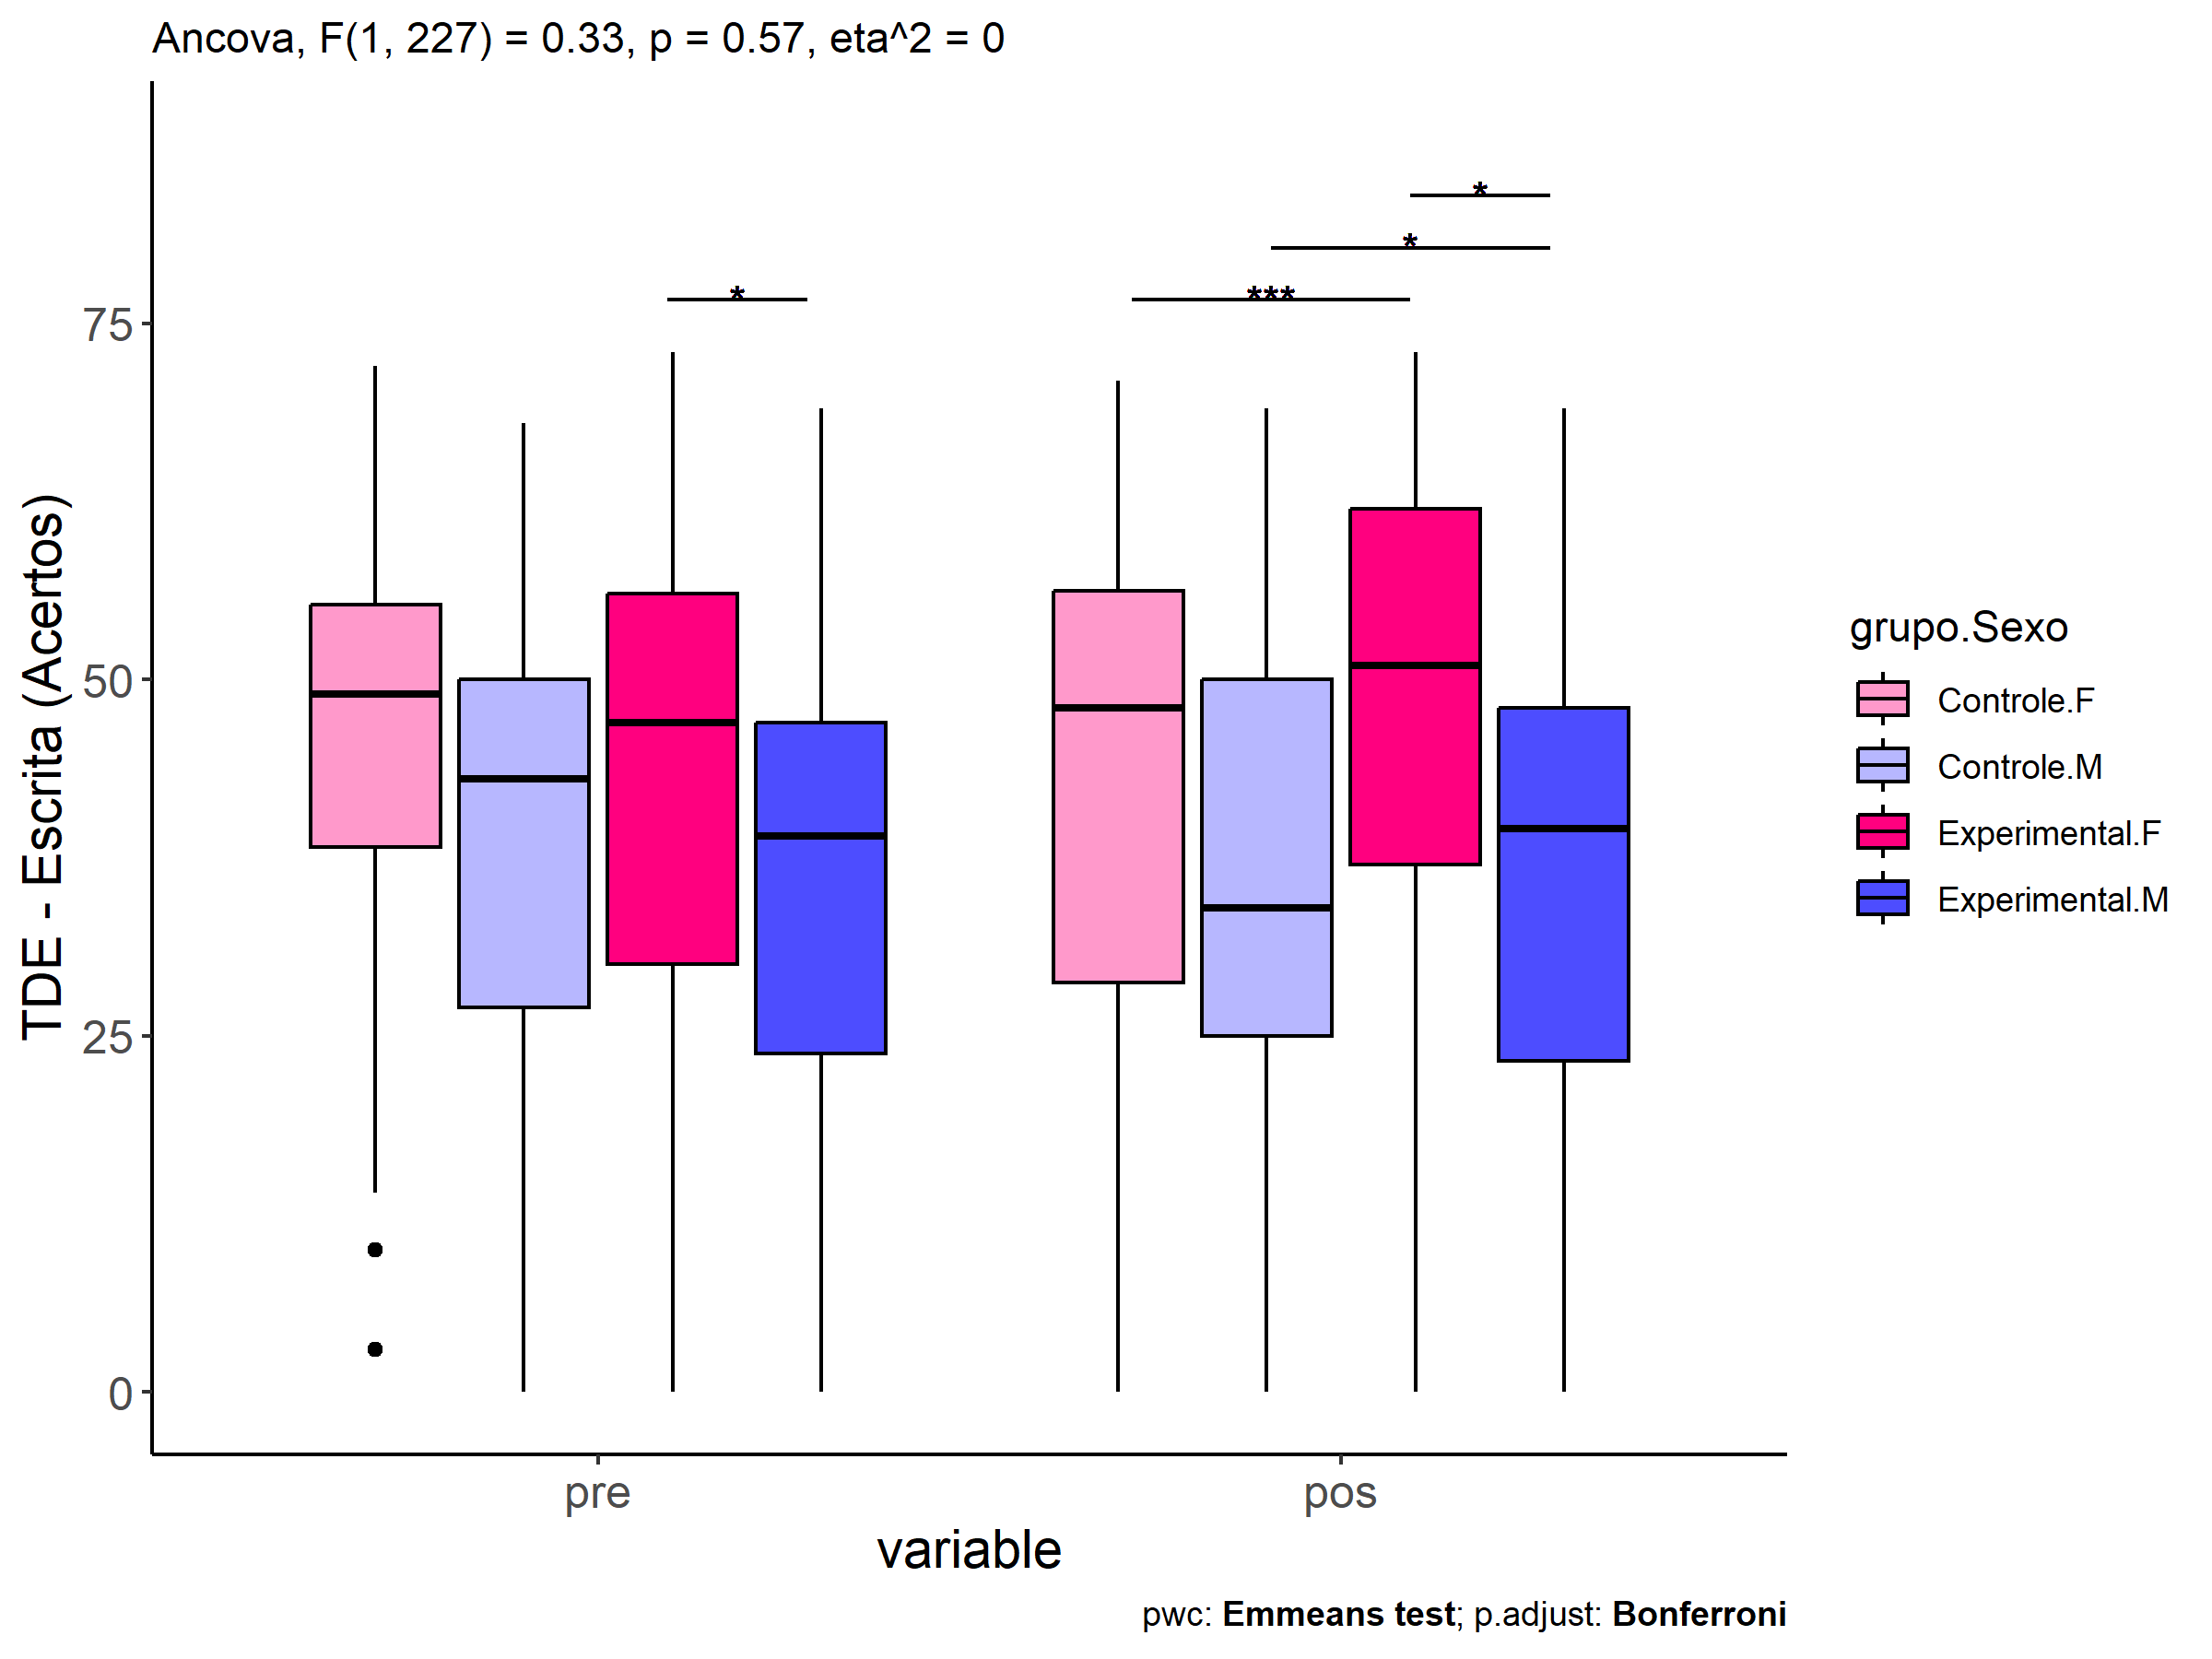 Ancova, F(1, 227) = 0.33, p = 0.57, eta^2 = 0
*
*
* ***
75
50
25
0
TDE - Escrita (Acertos)
pre pos
variable
grupo.Sexo
Controle.F
Controle.M
Experimental.F
Experimental.M
pwc: Emmeans test; p.adjust: Bonferroni